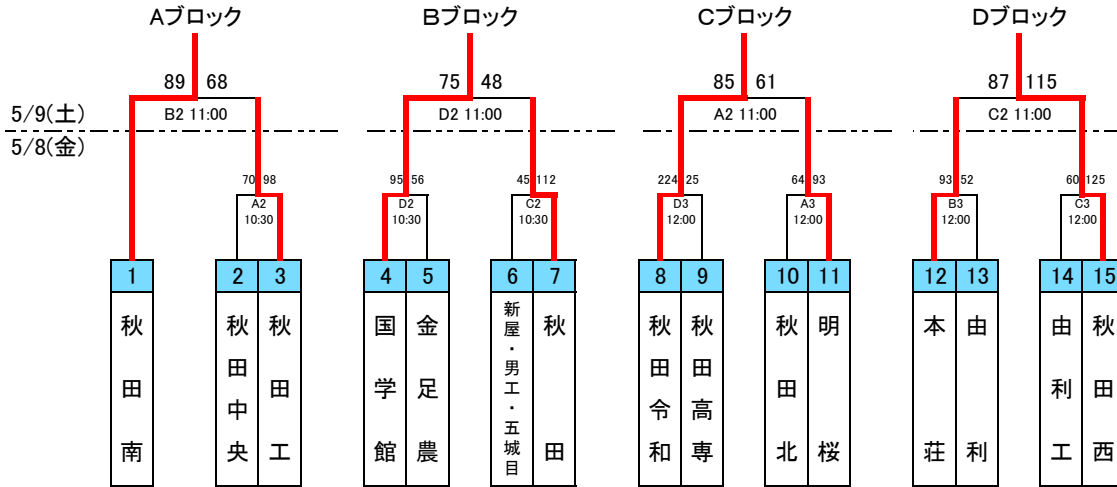 Aブロック Bブロック Cブロック Dブロック
89 68 75 48 85 61 87 115
5/9(土) B2 11:00 D2 11:00 A2 11:00 C2 11:00
5/8(金)
70 98 95 56 45 112 224 25 64 93 93 52 60 125
A2 D2 C2 D3 A3 B3 C3
10:30 10:30 10:30 12:00 12:00 12:00 12:00
1 2 3 4 5 6 7 8 9 10 11 12 13 14 15
秋田南
秋田中央
秋田工
国学館
金足農
新屋・男工・五城目
秋田
秋田令和
秋田高専
秋田北
明桜
本荘
由利
由利工
秋田西